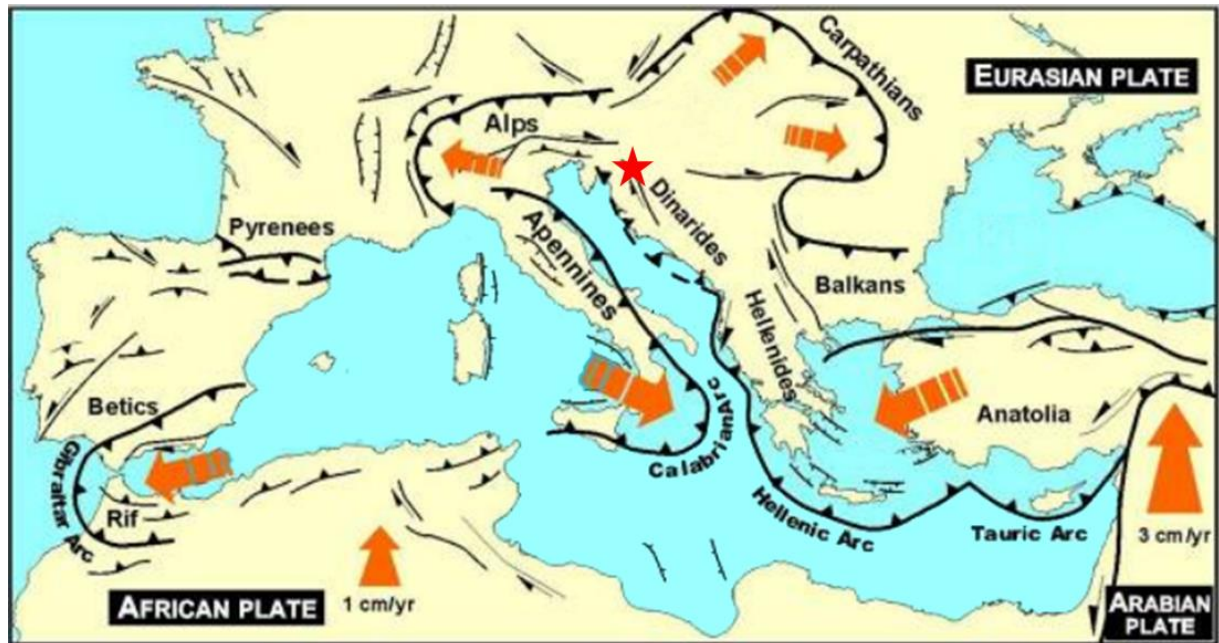 Carpathians
EURASIAN PLATE
Alps
Dinarides
Pyrenees
Apennines
Balkans
Hellenides
Betics
Anatolia
CalabrianArc
Gibraltar Arc
Rif
Hellenic Arc
Tauric Arc
3 cm/yr
1 cm/yr
AFRICAN PLATE
ARABIAN
PLATE